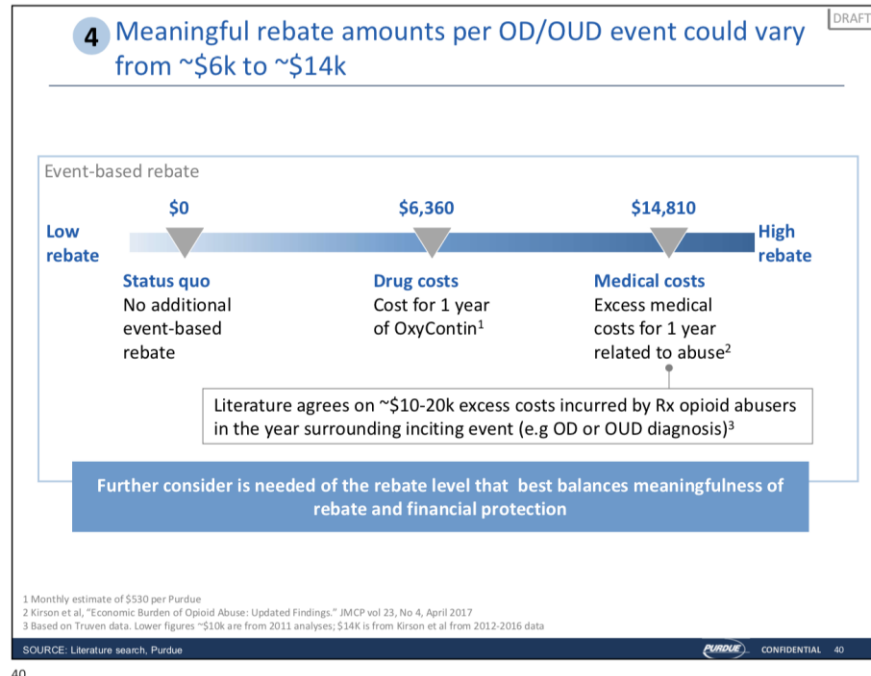 DRAFT
4 Meaningful rebate amounts per OD/OUD event could vary
from ~$6k to ~$14k
Event-based rebate
$0
$6,360
$14,810
Low
rebate
High
rebate
Status quo
No additional
event-based
rebate
Drug costs
Cost for 1 year
of OxyContin1
Medical costs
Excess medical
costs for 1 year
related to abuse2
Literature agrees on ~$10-20k excess costs incurred by Rx opioid abusers
in the year surrounding inciting event (e.g OD or OUD diagnosis)3
Further consider is needed of the rebate level that best balances meaningfulness of
rebate and financial protection
1 Monthly estimate of $530 per Purdue
2 Kirson et al, "Economic Burden of Opioid Abuse: Updated Findings." JMCP vol 23, No 4, April 2017
3 Based on Truven data. Lower figures ~$10k are from 2011 analyses; $14K is from Kirson et al from 2012-2016 data
SOURCE: Literature search, Purdue
PURDUE CONFIDENTIAL 40
40